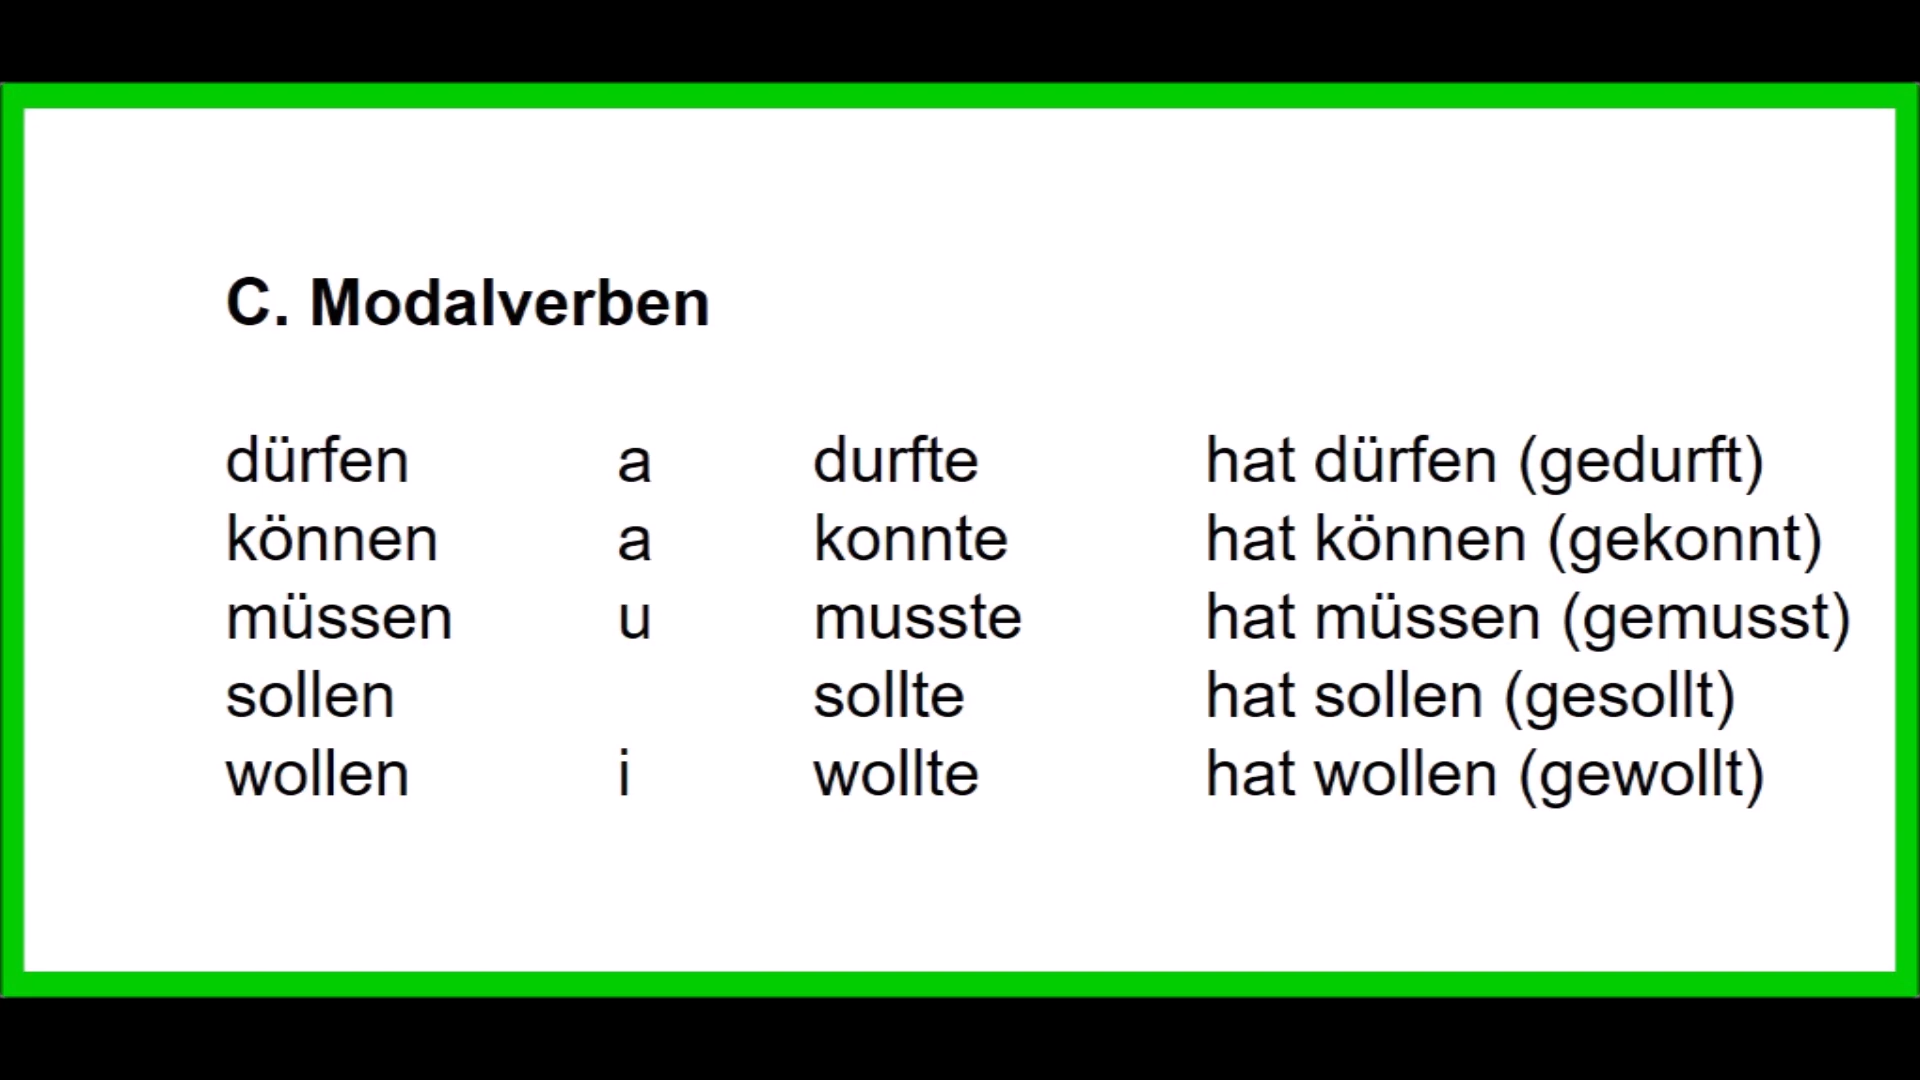 C. Modalverben
dürfen a durfte hat dürfen (gedurft)
können a konnte hat können (gekonnt)
müssen u musste hat müssen (gemusst)
sollen sollte hat sollen (gesollt)
wollen i wollte hat wollen (gewollt)